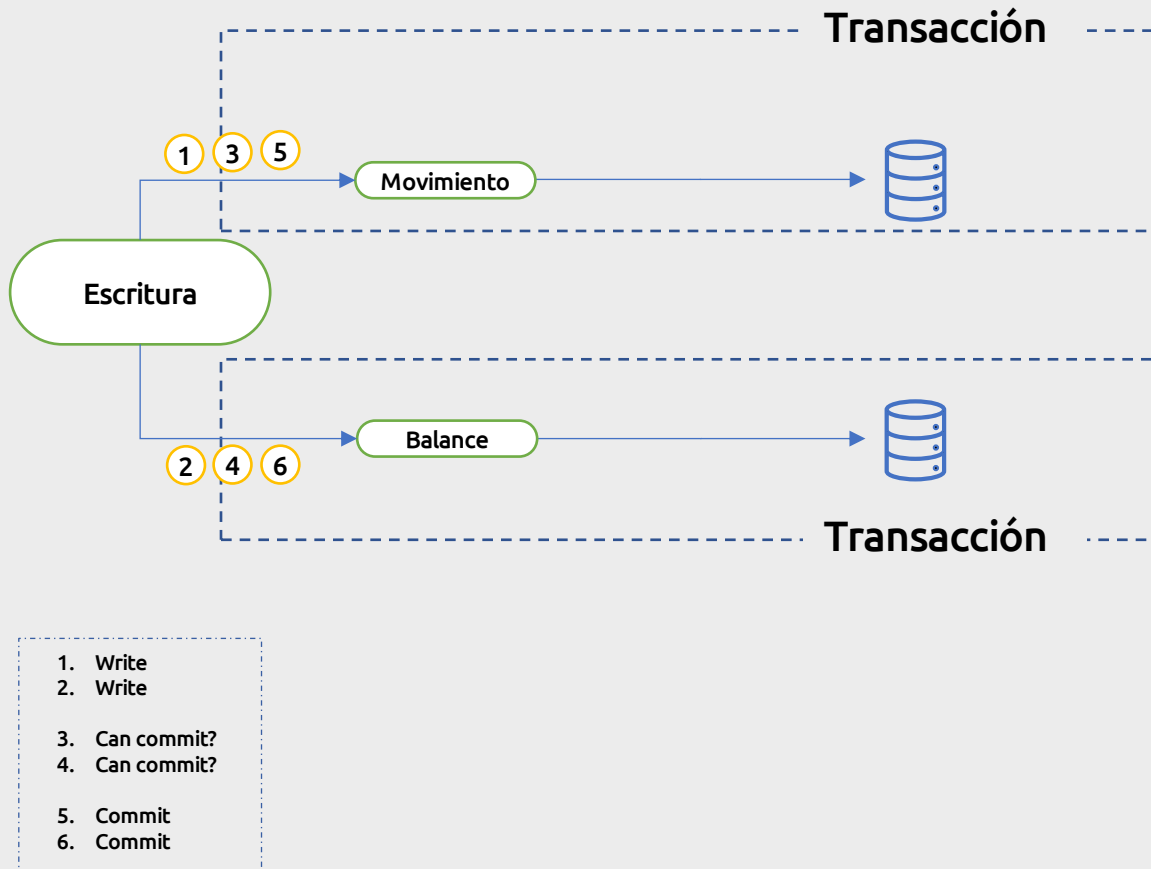 Transacción
1 3 5
Movimiento
Escritura
Balance
2 4 6
Transacción
1. Write
2. Write
3. Can commit?
4. Can commit?
5. Commit
6. Commit